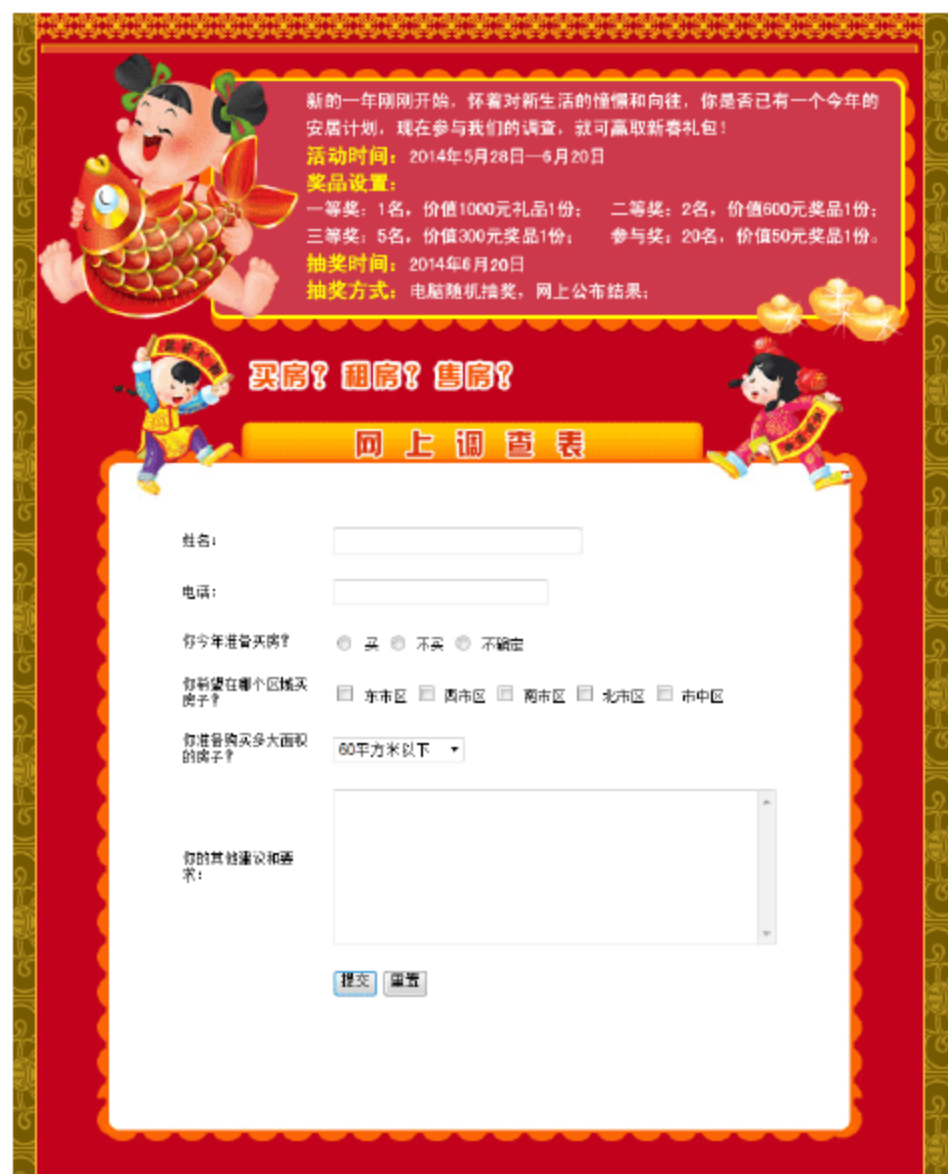 新的一年刚刚开始，怀着对新生活的憧憬和向往，你是否已有一个今年的
安居计划，现在参与我们的调查，就可赢取新春礼包！
活动时间：2014年5月28日—6月20日
奖品设置：
一等奖：1名，价值1000元礼品1份； 二等奖：2名，价值600元奖品1份；
三等奖：5名，价值300元奖品1份； 参与奖：20名，价值50元奖品1份。
抽奖时间：2014年6月20日
抽奖方式：电脑随机抽奖，网上公布结果；
买房？租房？售房？
网上调查表
姓名：
电话：
你今年准备买房？ 买 不买 不确定
你希望在哪个区域买
房子？
东市区 西市区 南市区 北市区 市中区
你准备购买多大面积
的房子？
60平方米以下
你的其他建议和要
求：
提交 重置